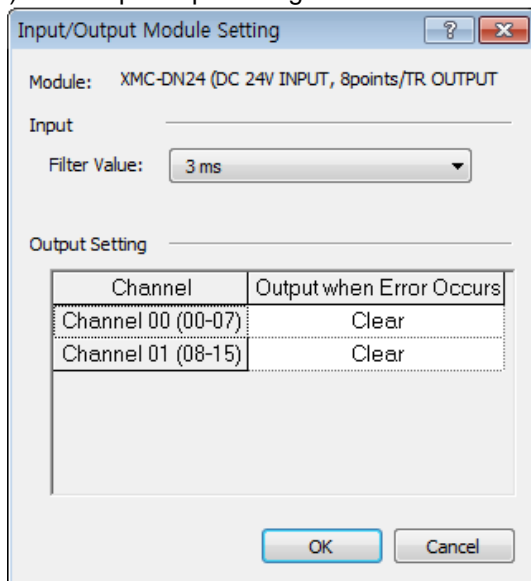 Input/Output Module Setting
Module: XMC-DN24 (DC 24V INPUT, 8points/TR OUTPUT
Input
Filter Value: 3 ms
Output Setting
Channel Output when Error Occurs
Channel 00 (00-07) Clear
Channel 01 (08-15) Clear
OK Cancel